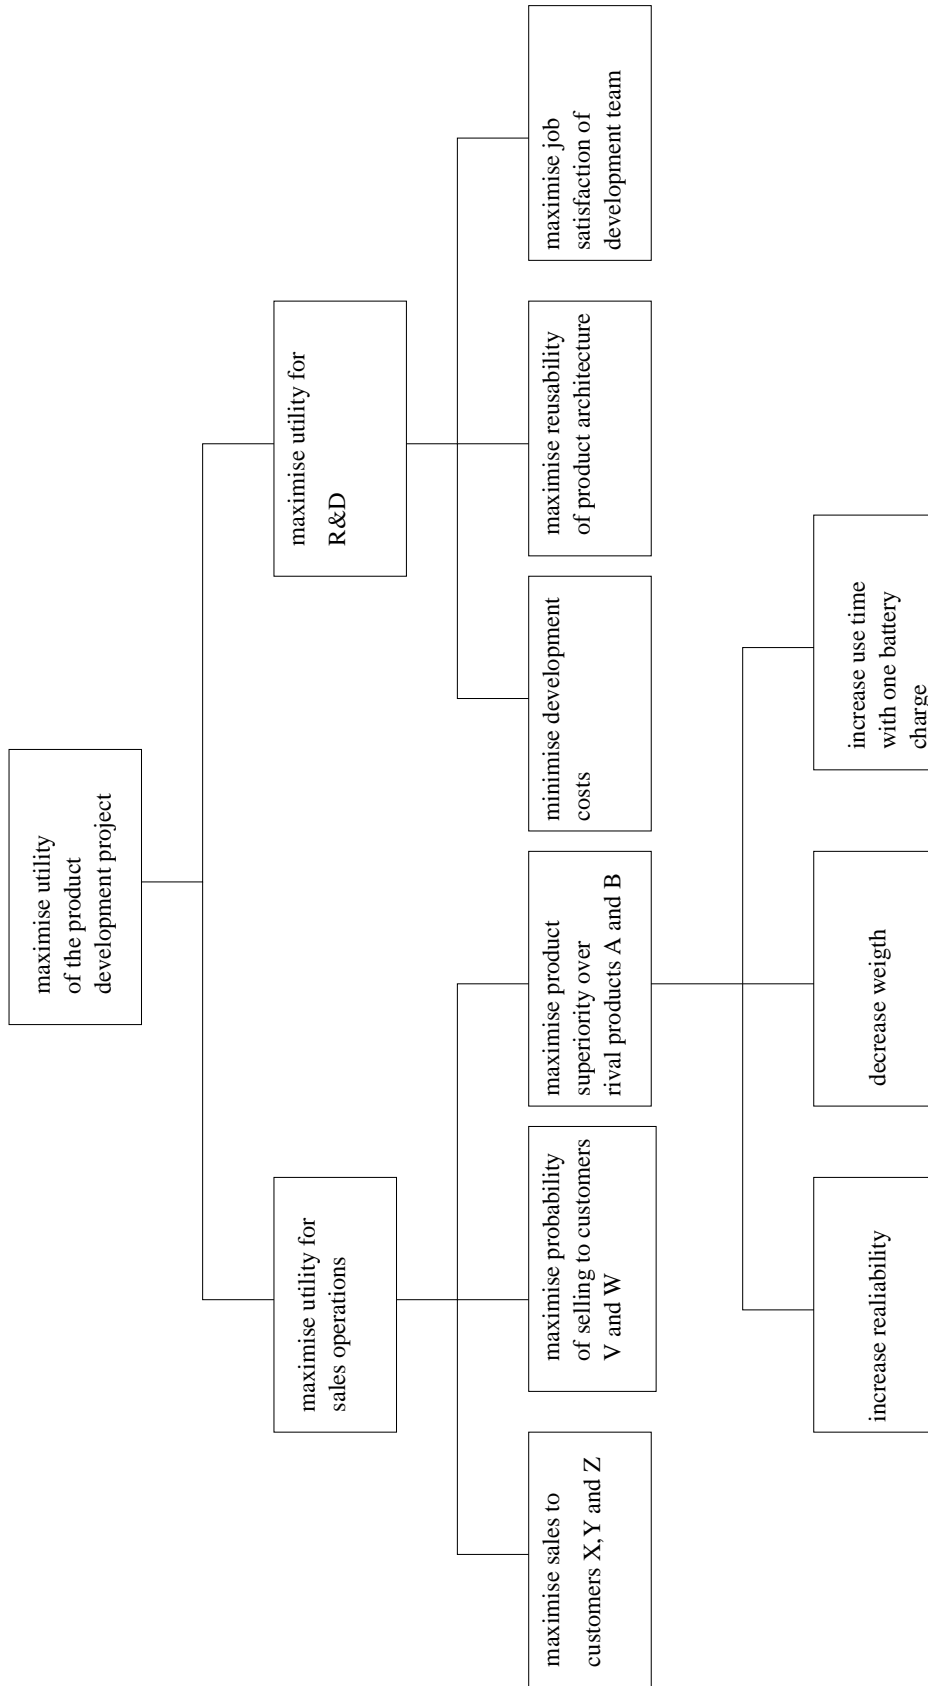 maximise utility
of the product
development project
maximise utility for
sales operations
maximise utility for
R&D
maximise sales to
customers X,Y and Z
maximise probability
of selling to customers
V and W
maximise product
superiority over
rival products A and B
minimise development
costs
maximise reusability
of product architecture
maximise job
satisfaction of
development team
increase realiability
decrease weigth
increase use time
with one battery
charge